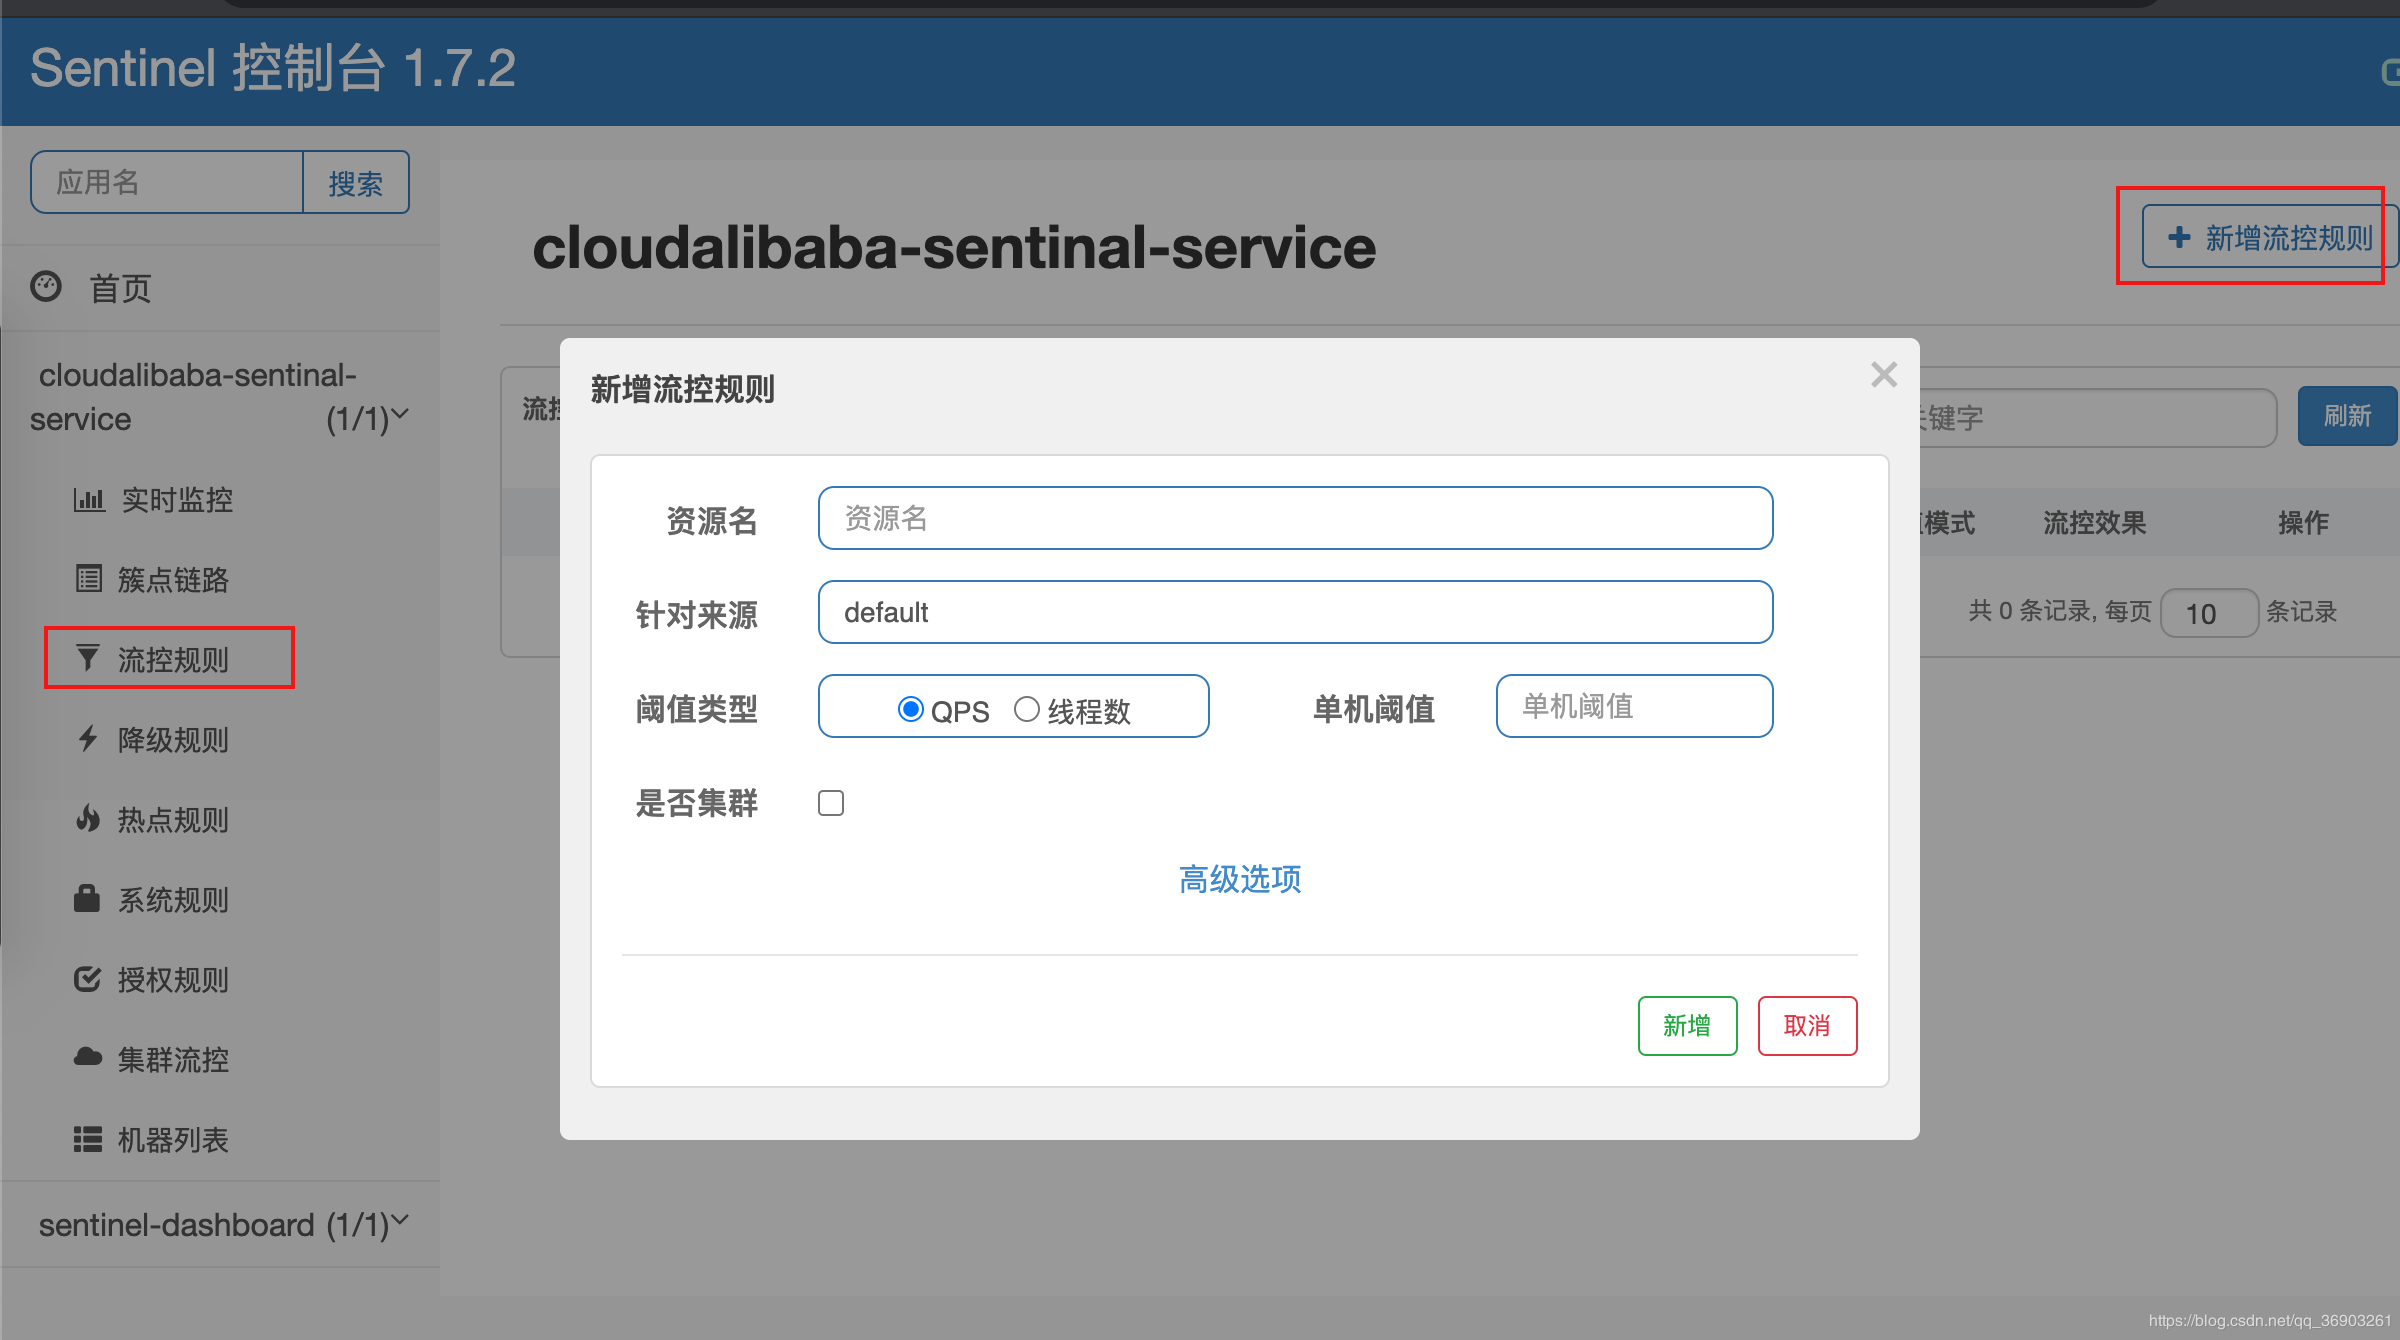 Sentinel 控制台 1.7.2
应用名
搜索
首页
cloudalibaba-sentinal-
service (1/1)
实时监控
簇点链路
流控规则
降级规则
热点规则
系统规则
授权规则
集群流控
机器列表
sentinel-dashboard (1/1)
cloudalibaba-sentinal-service
新增流控规则
流控
键字
刷新
模式 流控效果 操作
共 0 条记录, 每页 10 条记录
新增流控规则
×
资源名 资源名
针对来源 default
阈值类型 QPS 线程数 单机阈值 单机阈值
是否集群
高级选项
新增 取消
https://blog.csdn.net/qq_36903261